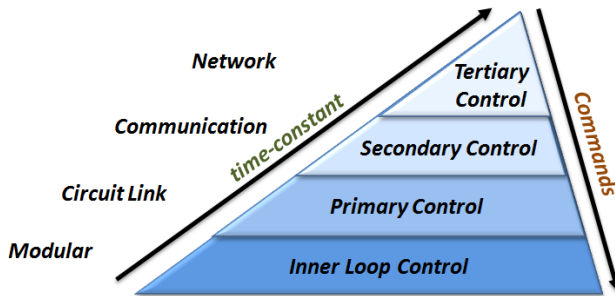 Network
Tertiary
Control
Communication
time-constant
Commands
Secondary Control
Circuit Link
Primary Control
Modular
Inner Loop Control